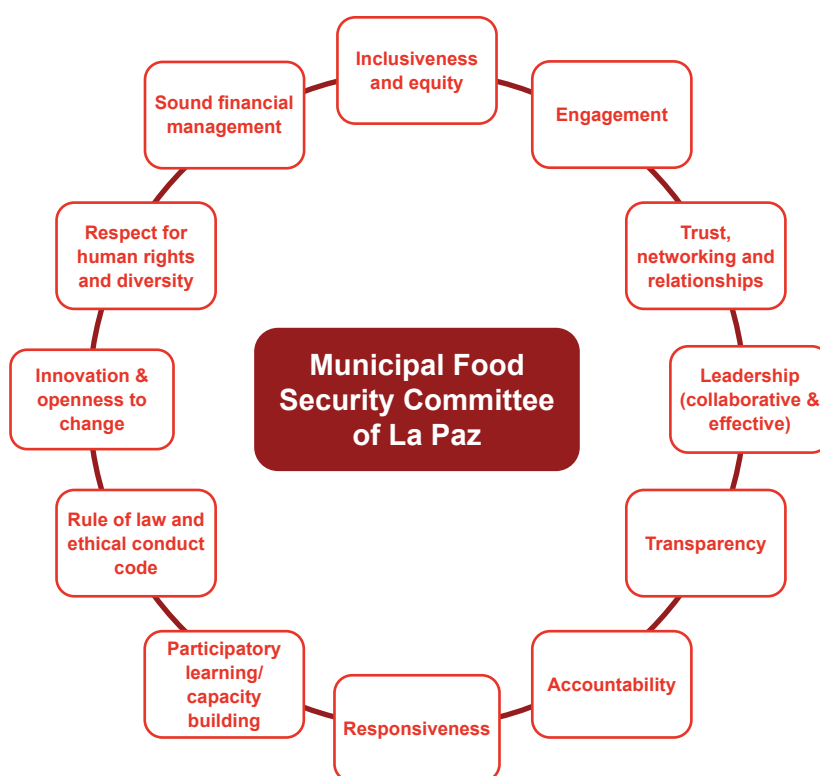 Inclusiveness
and equity
Engagement
Trust,
networking and
relationships
Leadership
(collaborative &
effective)
Transparency
Accountability
Responsiveness
Participatory
learning/
capacity
building
Rule of law and
ethical conduct
code
Innovation &
openness to
change
Respect for
human rights
and diversity
Sound financial
management
Municipal Food
Security Committee
of La Paz